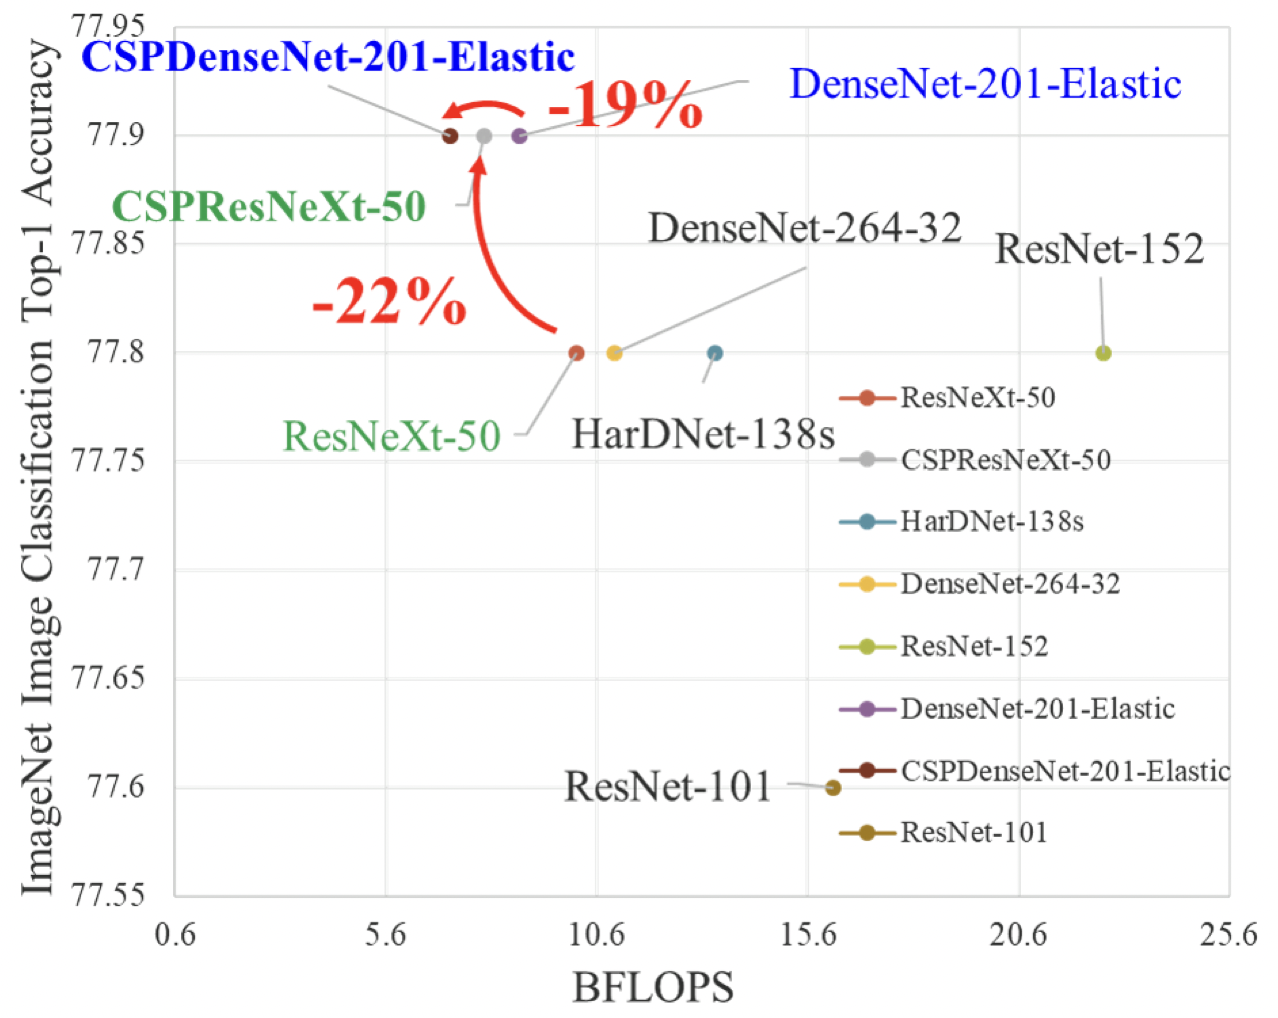 77.95
CSPDenseNet-201-Elastic
DenseNet-201-Elastic
-19%
77.9
CSPResNeXt-50
DenseNet-264-32
77.85
ResNet-152
-22%
77.8
ResNeXt-50
HarDNet-138s
77.75
77.7
77.65
77.6
ResNet-101
77.55
ImageNet Image Classification Top-1 Accuracy
ResNeXt-50
CSPResNeXt-50
HarDNet-138s
DenseNet-264-32
ResNet-152
DenseNet-201-Elastic
CSPDenseNet-201-Elastic
ResNet-101
0.6 5.6 10.6 15.6 20.6 25.6
BFLOPS